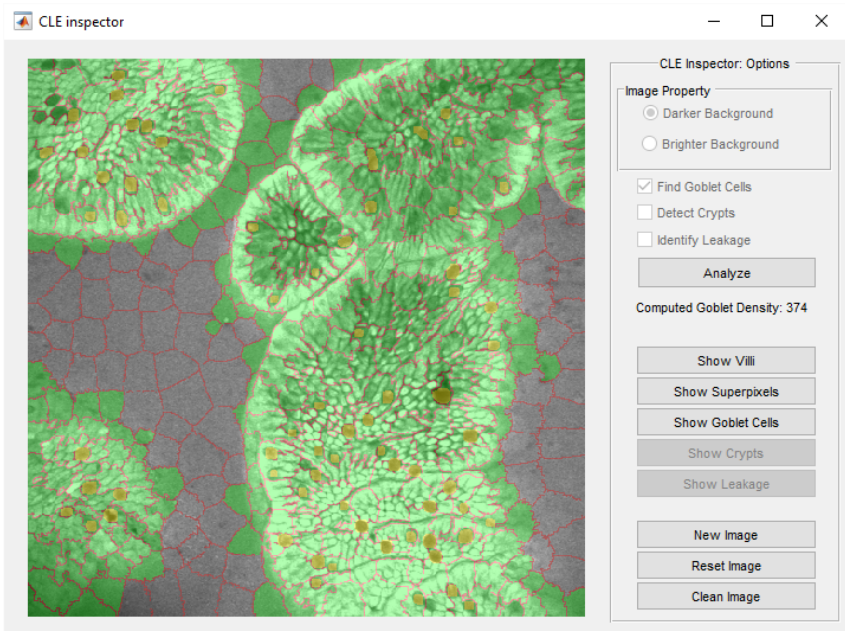 CLE inspector
CLE Inspector: Options
Image Property
Darker Background
Brighter Background
Find Goblet Cells
Detect Crypts
Identify Leakage
Analyze
Computed Goblet Density: 374
Show Villi
Show Superpixels
Show Goblet Cells
Show Crypts
Show Leakage
New Image
Reset Image
Clean Image